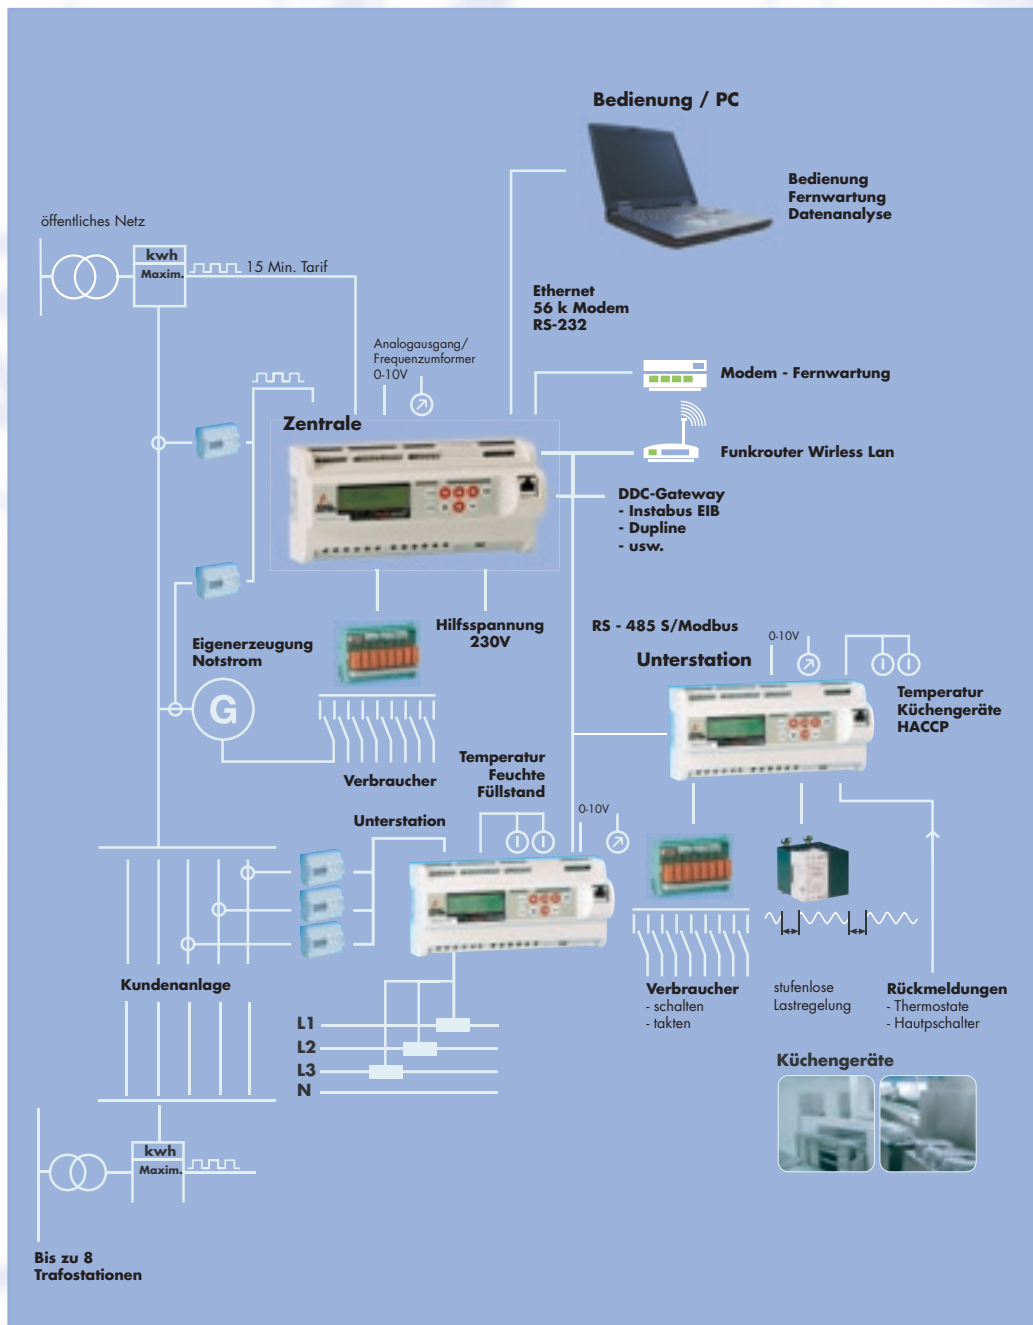 Bedienung / PC
Bedienung
Fernwartung
Datenanalyse
öffentliches Netz
kwh
Maxim.
15 Min. Tarif
Ethernet
56 k Modem
RS-232
Analogausgang/
Frequenzumformer
0-10V
Modem - Fernwartung
Zentrale
Funkrouter Wirless Lan
DDC-Gateway
- Instabus EIB
- Dupline
- usw.
Hilfsspannung
230V
RS - 485 S/Modbus
Eigenerzeugung
Notstrom
G
0-10V
Unterstation
Temperatur
Küchengeräte
HACCP
Verbraucher
Temperatur
Feuchte
Füllstand
0-10V
Unterstation
Kundenanlage
Verbraucher
- schalten
- takten
stufenlose
Lastregelung
Rückmeldungen
- Thermostate
- Hautpschalter
L1
L2
L3
N
Küchengeräte
kwh
Maxim.
Bis zu 8
Trafostationen